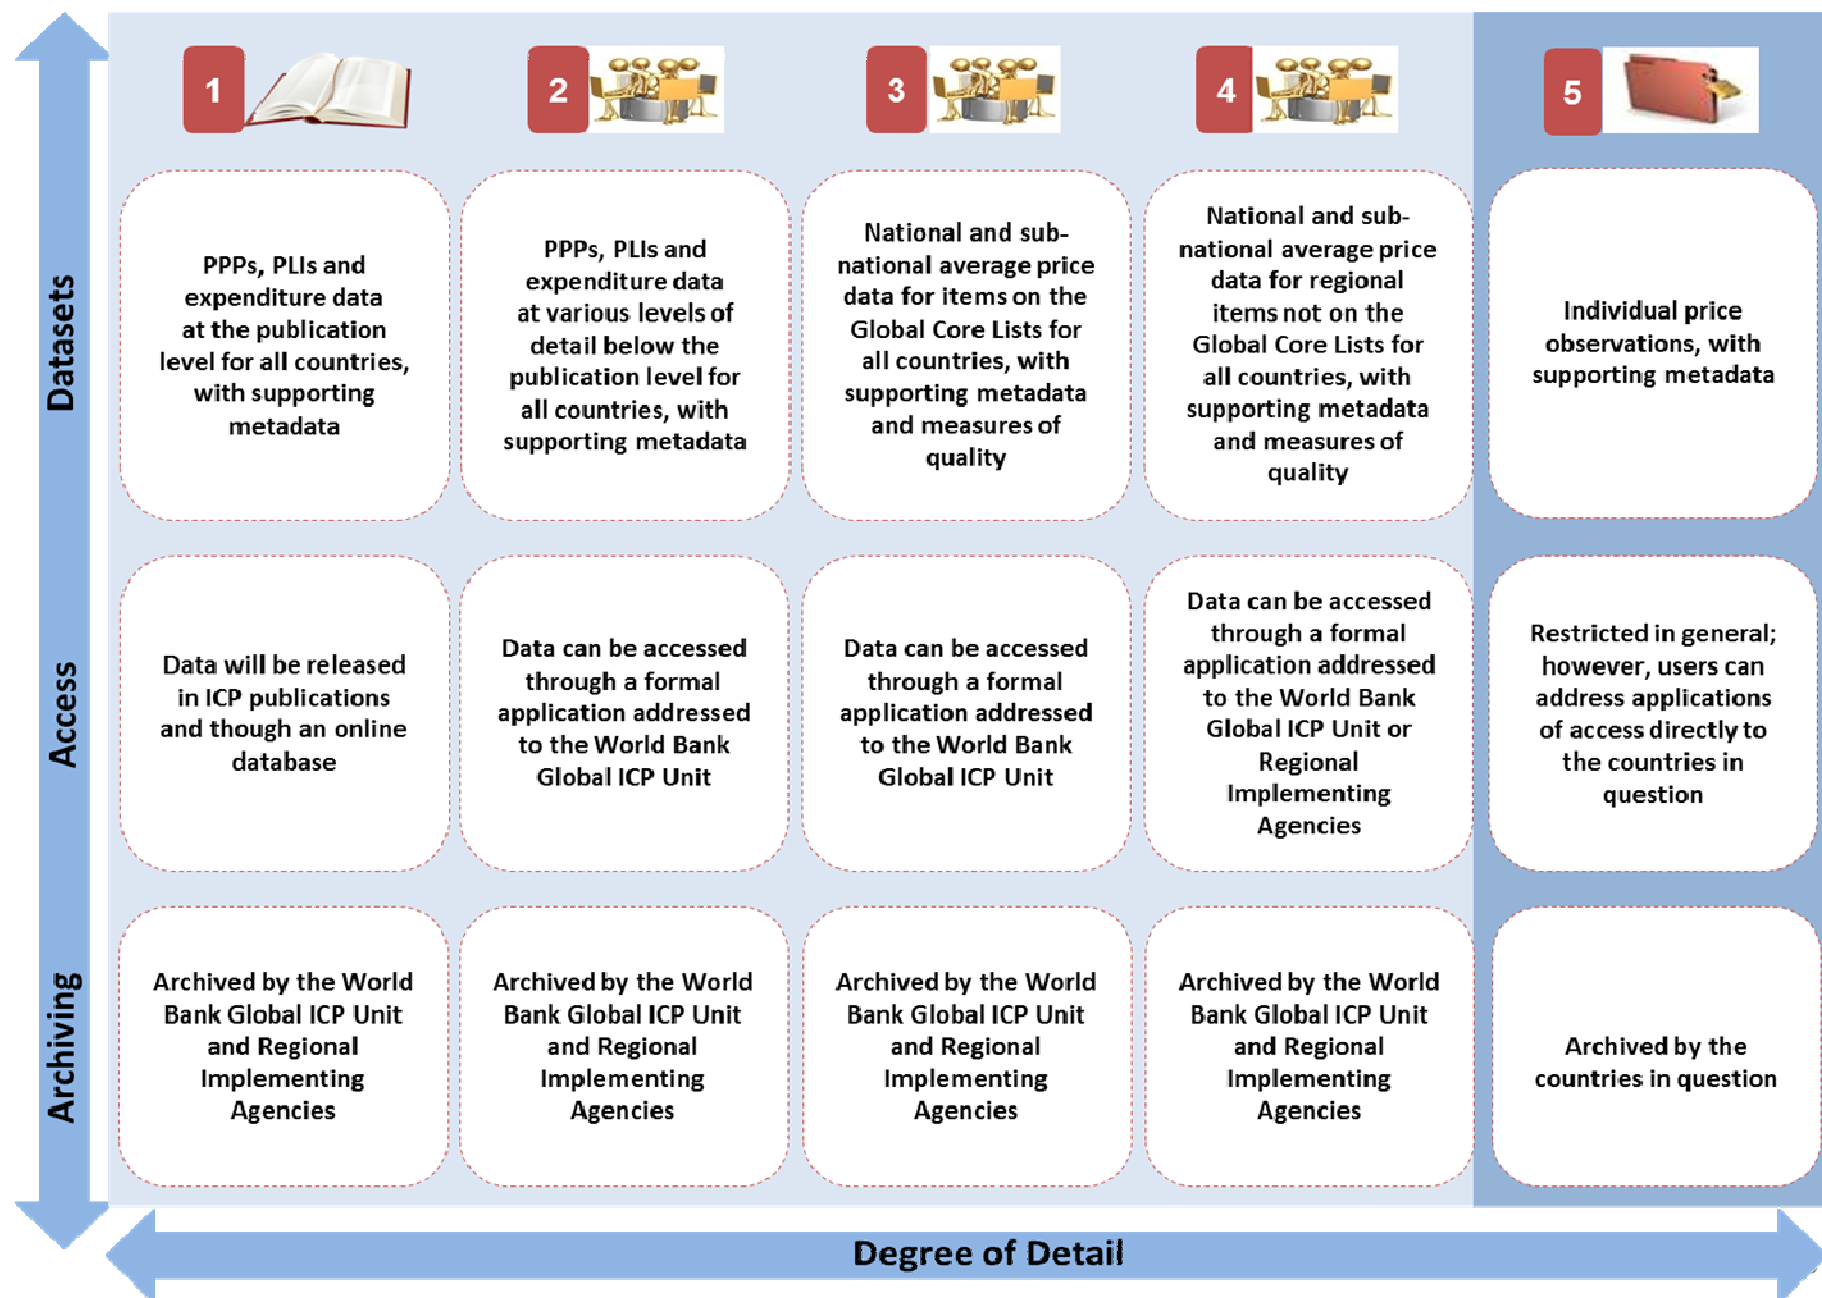 1
2
3
4
5
Datasets
PPPs, PLIs and
expenditure data
at the publication
level for all countries,
with supporting
metadata
PPPs, PLIs and
expenditure data
at various levels of
detail below the
publication level for
all countries, with
supporting metadata
National and sub-
national average price
data for items on the
Global Core Lists for
all countries, with
supporting metadata
and measures of
quality
National and sub-
national average price
data for regional
items not on the
Global Core Lists for
all countries, with
supporting metadata
and measures of
quality
Individual price
observations, with
supporting metadata
Access
Data will be released
in ICP publications
and though an online
database
Data can be accessed
through a formal
application addressed
to the World Bank
Global ICP Unit
Data can be accessed
through a formal
application addressed
to the World Bank
Global ICP Unit
Data can be accessed
through a formal
application addressed
to the World Bank
Global ICP Unit or
Regional
Implementing
Agencies
Restricted in general;
however, users can
address applications
of access directly to
the countries in
question
Archiving
Archived by the World
Bank Global ICP Unit
and Regional
Implementing
Agencies
Archived by the World
Bank Global ICP Unit
and Regional
Implementing
Agencies
Archived by the World
Bank Global ICP Unit
and Regional
Implementing
Agencies
Archived by the World
Bank Global ICP Unit
and Regional
Implementing
Agencies
Archived by the
countries in question
Degree of Detail